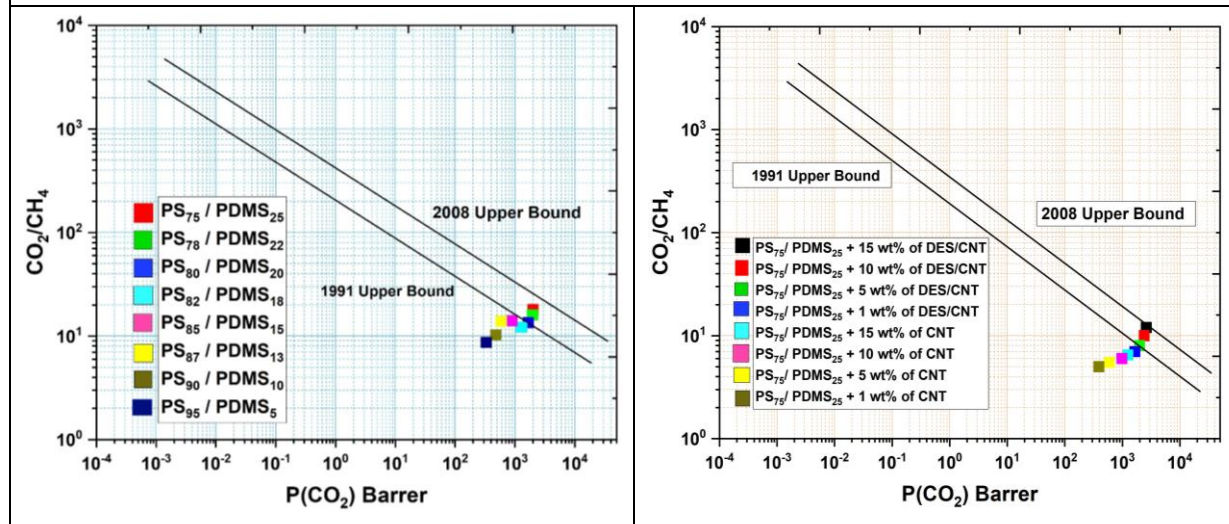 10⁴
10³
10²
10¹
10⁰
CO₂/CH₄
2008 Upper Bound
1991 Upper Bound
PS₇₅ / PDMS₂₅
PS₇₈ / PDMS₂₂
PS₈₀ / PDMS₂₀
PS₈₂ / PDMS₁₈
PS₈₅ / PDMS₁₅
PS₈₇ / PDMS₁₃
PS₉₀ / PDMS₁₀
PS₉₅ / PDMS₅
10⁻⁴ 10⁻³ 10⁻² 10⁻¹ 10⁰ 10¹ 10² 10³ 10⁴
P(CO₂) Barrer
10⁴
10³
10²
10¹
10⁰
CO₂/CH₄
1991 Upper Bound
2008 Upper Bound
PS₇₅/ PDMS₂₅ + 15 wt% of DES/CNT
PS₇₅/ PDMS₂₅ + 10 wt% of DES/CNT
PS₇₅/ PDMS₂₅ + 5 wt% of DES/CNT
PS₇₅/ PDMS₂₅ + 1 wt% of DES/CNT
PS₇₅/ PDMS₂₅ + 15 wt% of CNT
PS₇₅/ PDMS₂₅ + 10 wt% of CNT
PS₇₅/ PDMS₂₅ + 5 wt% of CNT
PS₇₅/ PDMS₂₅ + 1 wt% of CNT
10⁻⁴ 10⁻³ 10⁻² 10⁻¹ 10⁰ 10¹ 10² 10³ 10⁴
P(CO₂) Barrer